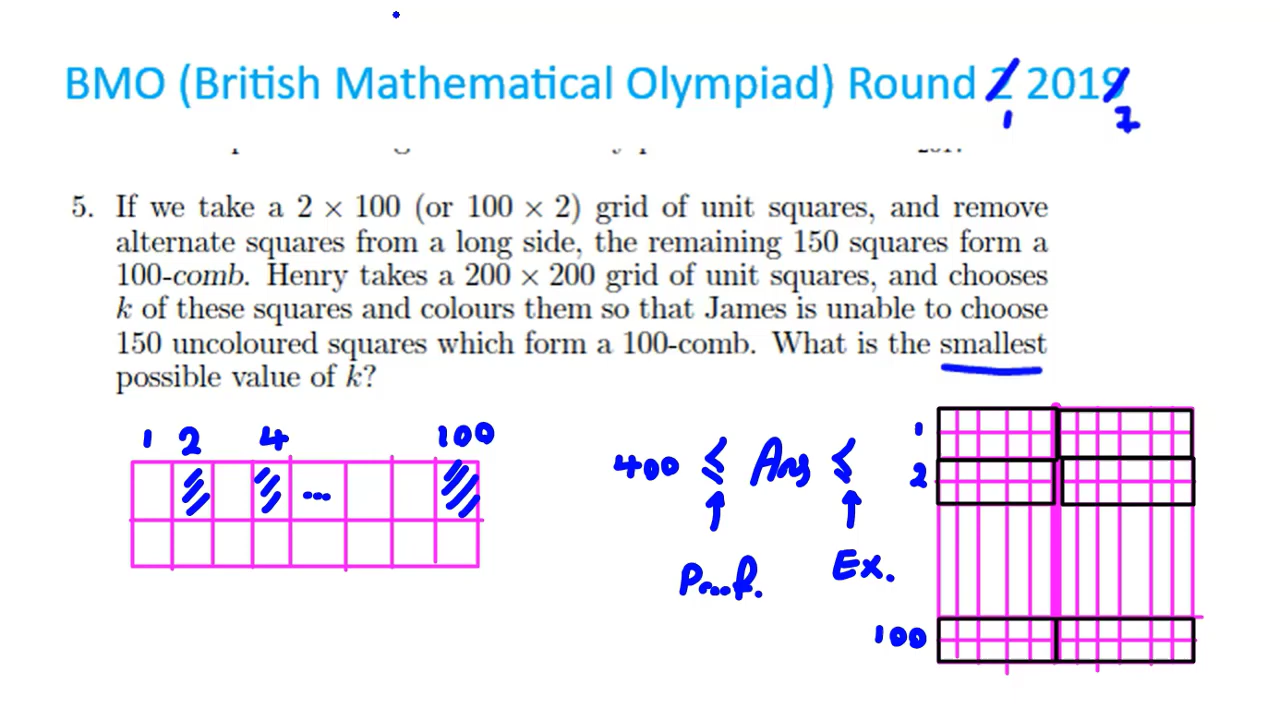 BMO (British Mathematical Olympiad) Round 2 2019
1 7
5. If we take a 2 × 100 (or 100 × 2) grid of unit squares, and remove
alternate squares from a long side, the remaining 150 squares form a
100-comb. Henry takes a 200 × 200 grid of unit squares, and chooses
k of these squares and colours them so that James is unable to choose
150 uncoloured squares which form a 100-comb. What is the smallest
possible value of k?
1 2 4 100
...
400 ≤ Ans ≤
Ex.
1
2
100